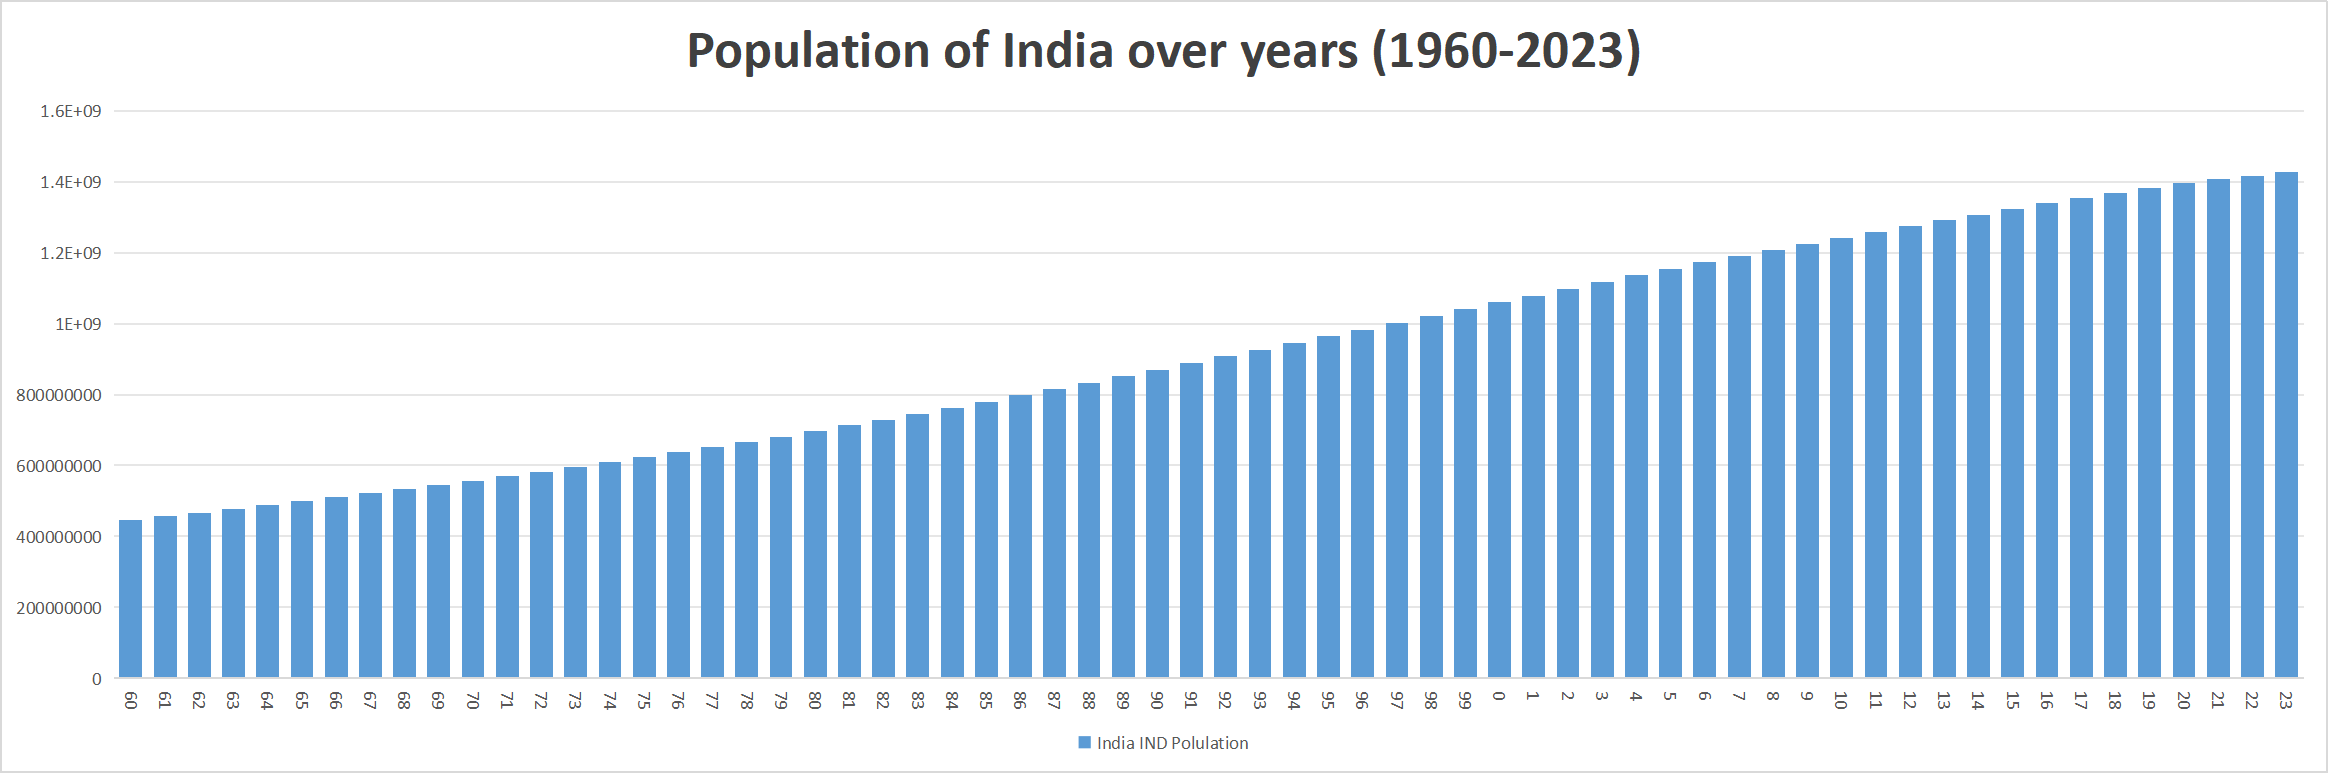 Population of India over years (1960-2023)
1.6E+09
1.4E+09
1.2E+09
1E+09
800000000
600000000
400000000
200000000
0
60 61 62 63 64 65 66 67 68 69 70 71 72 73 74 75 76 77 78 79 80 81 82 83 84 85 86 87 88 89 90 91 92 93 94 95 96 97 98 99 0 1 2 3 4 5 6 7 8 9 10 11 12 13 14 15 16 17 18 19 20 21 22 23
India IND Polulation